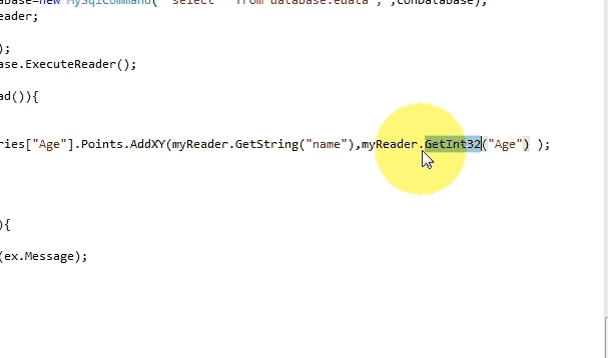 abase=new MySqlCommand( "select * from database.edata", ,conDatabase);
eader;
);
ase.ExecuteReader();
ad()){
ries["Age"].Points.AddXY(myReader.GetString("name"),myReader.GetInt32("Age") );
){
(ex.Message);